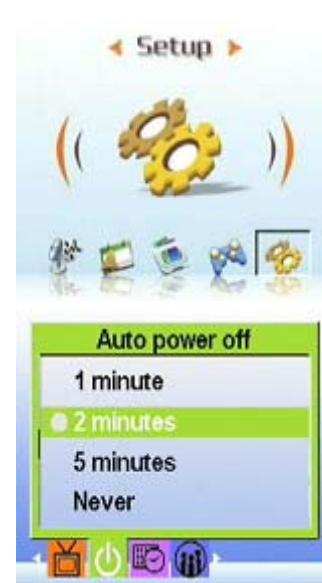 Setup
Auto power off
1 minute
2 minutes
5 minutes
Never